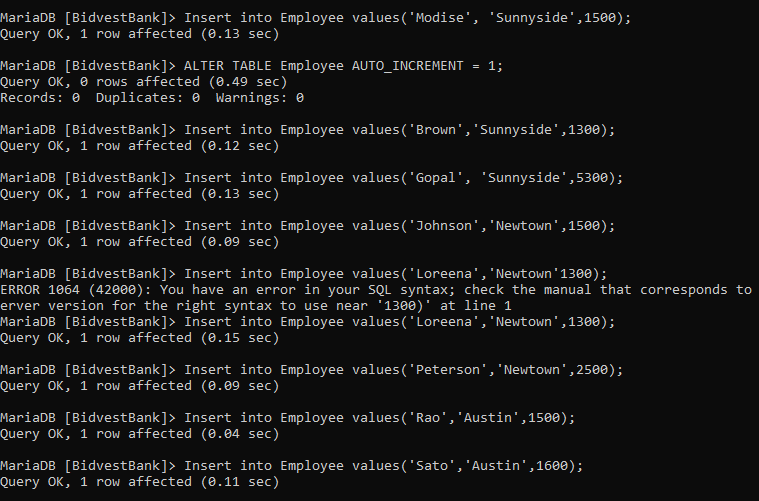 MariaDB [BidvestBank]> Insert into Employee values('Modise', 'Sunnyside',1500);
Query OK, 1 row affected (0.13 sec)
MariaDB [BidvestBank]> ALTER TABLE Employee AUTO_INCREMENT = 1;
Query OK, 0 rows affected (0.49 sec)
Records: 0  Duplicates: 0  Warnings: 0
MariaDB [BidvestBank]> Insert into Employee values('Brown','Sunnyside',1300);
Query OK, 1 row affected (0.12 sec)
MariaDB [BidvestBank]> Insert into Employee values('Gopal', 'Sunnyside',5300);
Query OK, 1 row affected (0.13 sec)
MariaDB [BidvestBank]> Insert into Employee values('Johnson','Newtown',1500);
Query OK, 1 row affected (0.09 sec)
MariaDB [BidvestBank]> Insert into Employee values('Loreena','Newtown'1300);
ERROR 1064 (42000): You have an error in your SQL syntax; check the manual that corresponds to
erver version for the right syntax to use near '1300)' at line 1
MariaDB [BidvestBank]> Insert into Employee values('Loreena','Newtown',1300);
Query OK, 1 row affected (0.15 sec)
MariaDB [BidvestBank]> Insert into Employee values('Peterson','Newtown',2500);
Query OK, 1 row affected (0.09 sec)
MariaDB [BidvestBank]> Insert into Employee values('Rao','Austin',1500);
Query OK, 1 row affected (0.04 sec)
MariaDB [BidvestBank]> Insert into Employee values('Sato','Austin',1600);
Query OK, 1 row affected (0.11 sec)